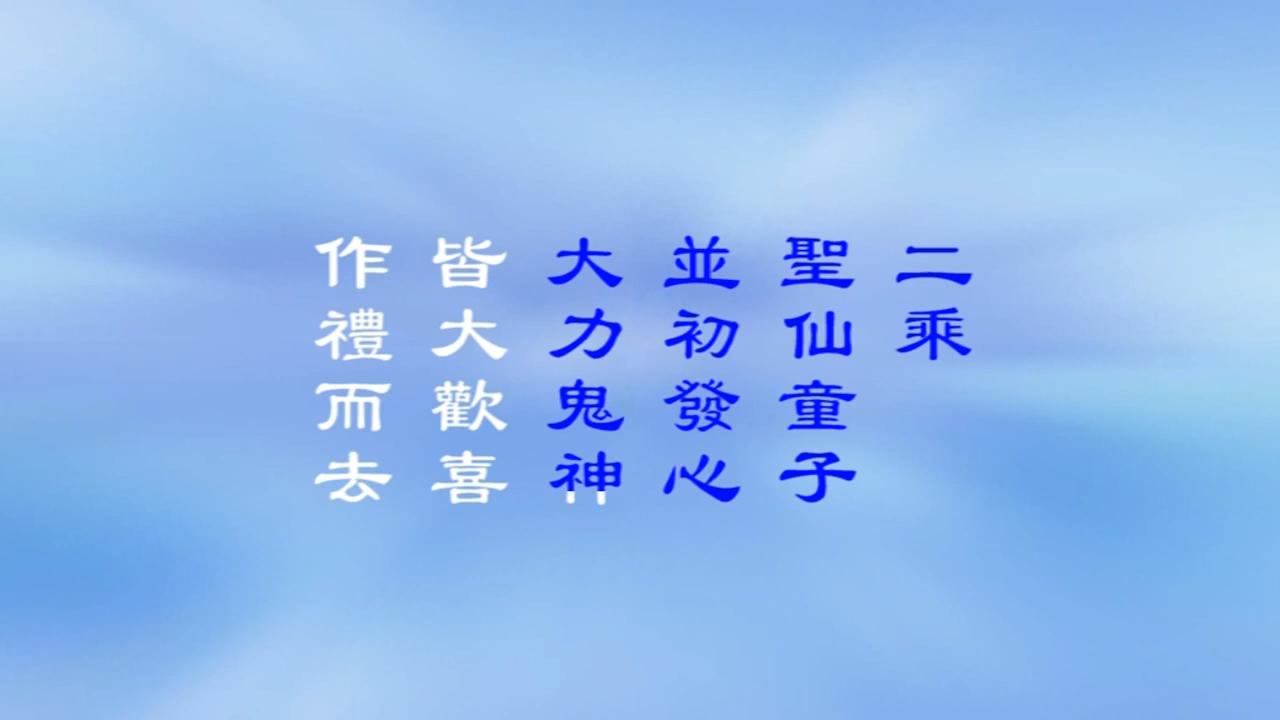 二乘
聖仙童子
並初發心
大力鬼神
皆大歡喜
作禮而去